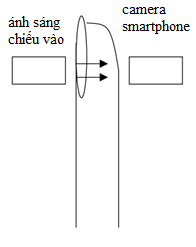 ánh sáng
chiếu vào
camera
smartphone